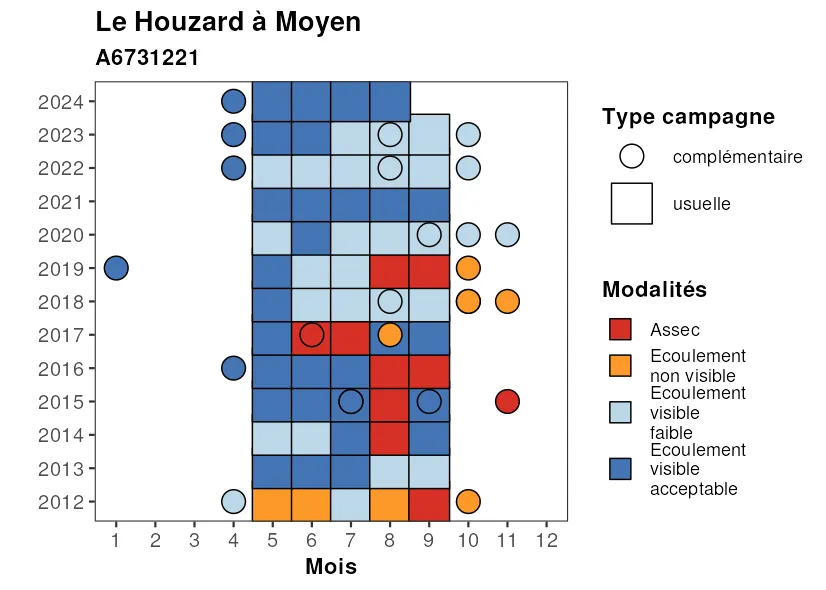 Le Houzard à Moyen
A6731221
2024
2023
2022
2021
2020
2019
2018
2017
2016
2015
2014
2013
2012
1 2 3 4 5 6 7 8 9 10 11 12
Mois
Type campagne
complémentaire
usuelle
Modalités
Assec
Ecoulement
non visible
Ecoulement
visible
faible
Ecoulement
visible
acceptable